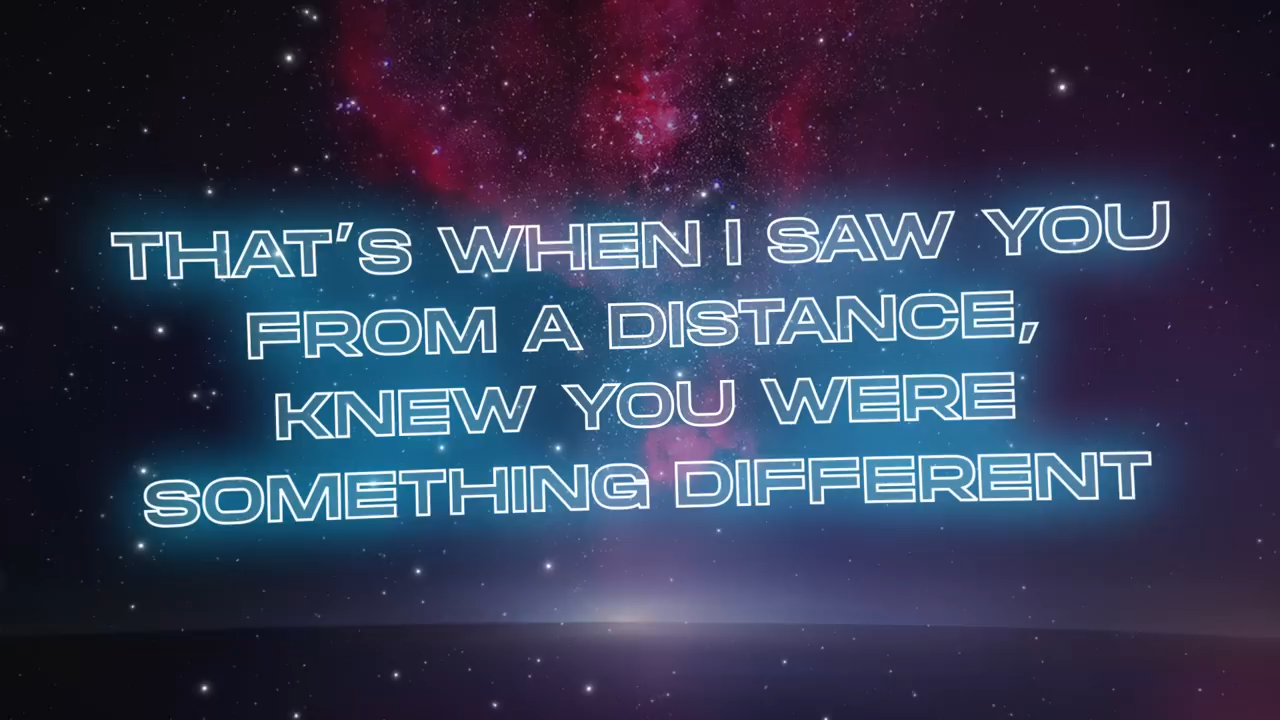 THAT'S WHEN I SAW YOU
FROM A DISTANCE,
KNEW YOU WERE
SOMETHING DIFFERENT